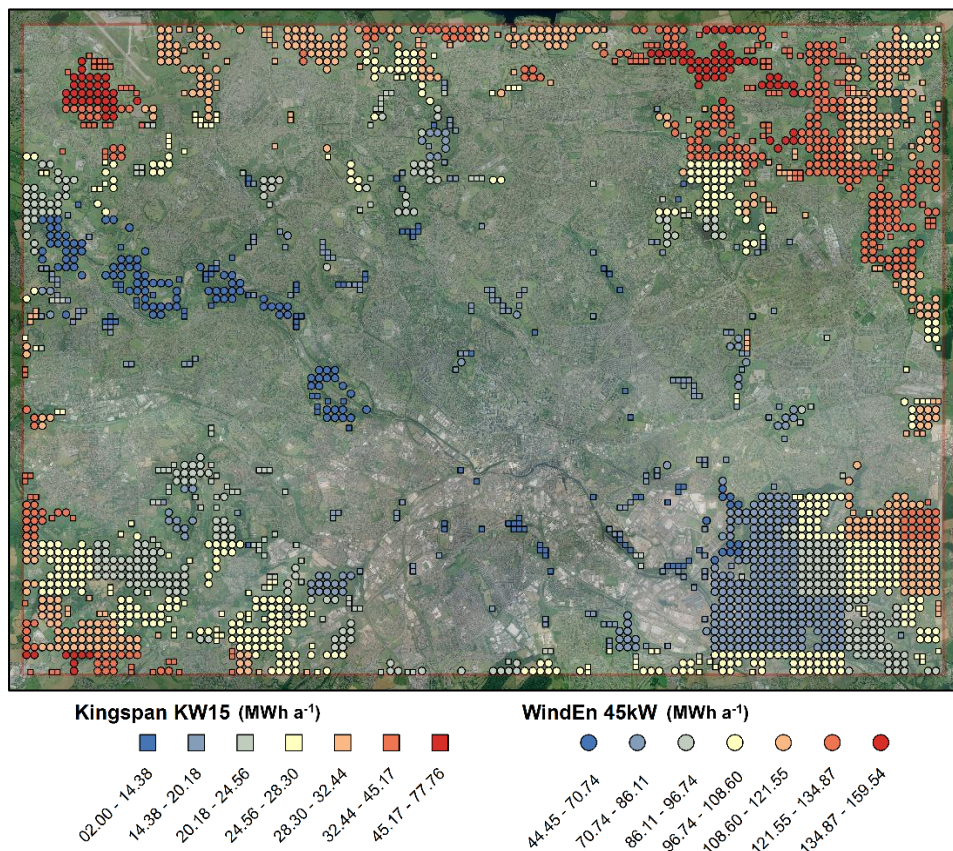 Kingspan KW15 (MWh a⁻¹)
02.00 - 14.38
14.38 - 20.18
20.18 - 24.56
24.56 - 28.30
28.30 - 32.44
32.44 - 45.17
45.17 - 77.76
WindEn 45kW (MWh a⁻¹)
44.45 - 70.74
70.74 - 86.11
86.11 - 96.74
96.74 - 108.60
108.60 - 121.55
121.55 - 134.87
134.87 - 159.54